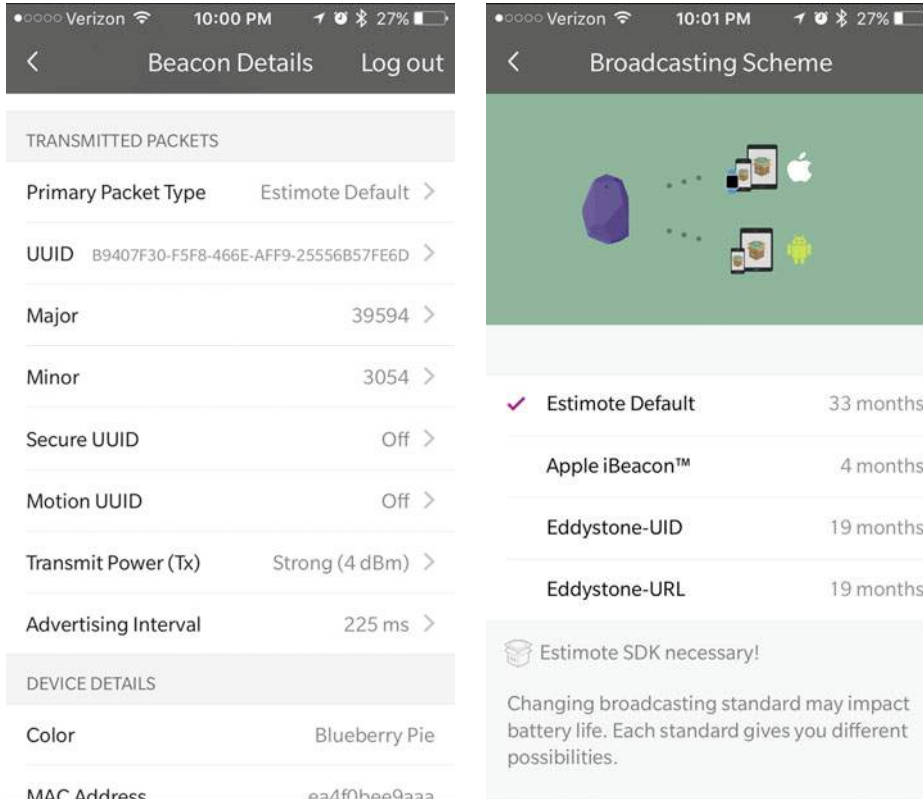 Verizon 10:00 PM 27%
Beacon Details Log out
TRANSMITTED PACKETS
Primary Packet Type Estimote Default
UUID B9407F30-F5F8-466E-AFF9-25556B57FE6D
Major 39594
Minor 3054
Secure UUID Off
Motion UUID Off
Transmit Power (Tx) Strong (4 dBm)
Advertising Interval 225 ms
DEVICE DETAILS
Color Blueberry Pie
MAC Address ea4f0bee9aaa
Verizon 10:01 PM 27%
Broadcasting Scheme
Estimote Default 33 months
Apple iBeacon™ 4 months
Eddystone-UID 19 months
Eddystone-URL 19 months
Estimote SDK necessary!
Changing broadcasting standard may impact
battery life. Each standard gives you different
possibilities.